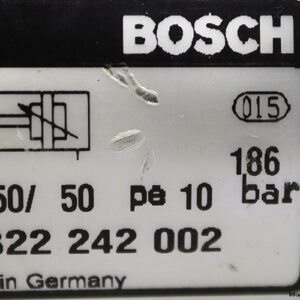 BOSCH
015
186
50/ 50 pe 10 bar
822 242 002
in Germany